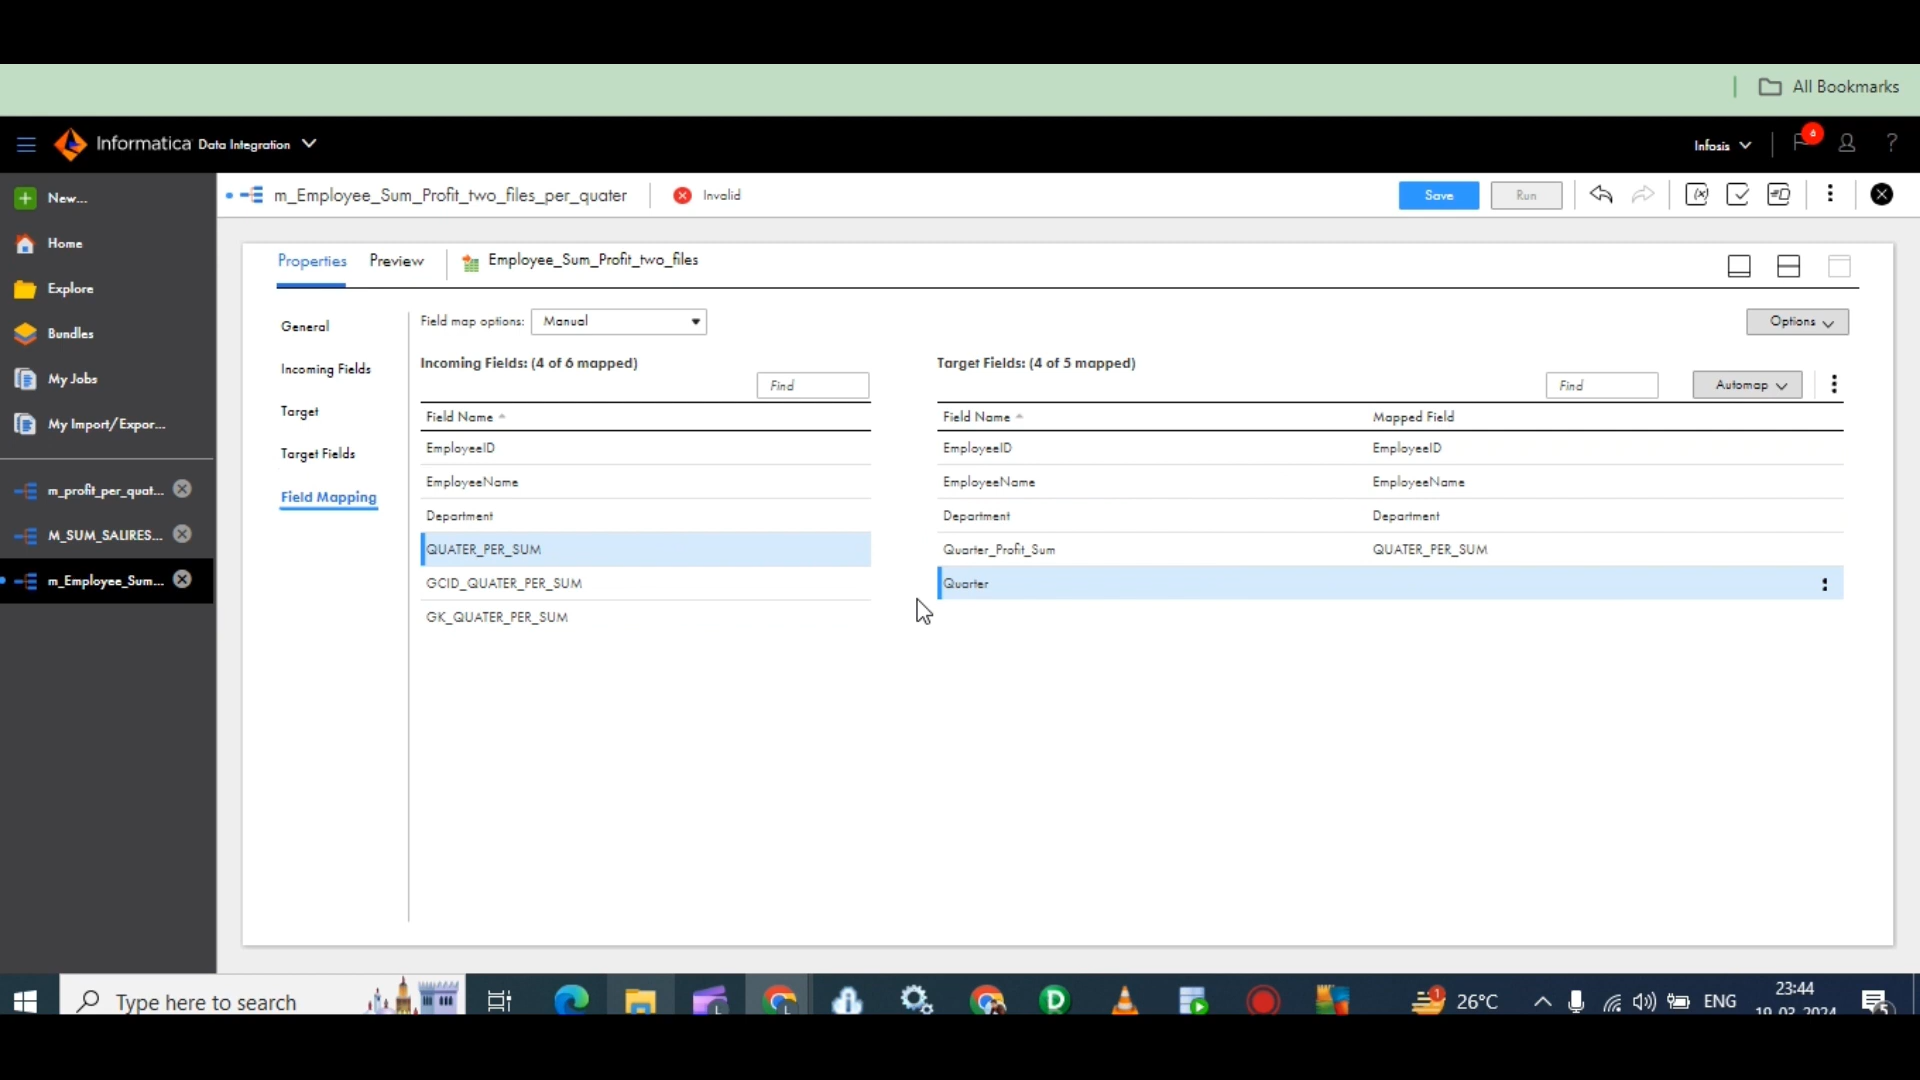 All Bookmarks
Informatica Data Integration
Infosis
6
?
New...
Home
Explore
Bundles
My Jobs
My Import/Expor...
m_profit_per_quat...
M_SUM_SALIRES...
m_Employee_Sum...
m_Employee_Sum_Profit_two_files_per_quater
Invalid
Save
Run
Properties
Preview
Employee_Sum_Profit_two_files
General
Incoming Fields
Target
Target Fields
Field Mapping
Field map options: Manual
Options
Incoming Fields: (4 of 6 mapped)
Find
Field Name
EmployeeID
EmployeeName
Department
QUATER_PER_SUM
GCID_QUATER_PER_SUM
GK_QUATER_PER_SUM
Target Fields: (4 of 5 mapped)
Find
Automap
Field Name Mapped Field
EmployeeID EmployeeID
EmployeeName EmployeeName
Department Department
Quarter_Profit_Sum QUATER_PER_SUM
Quarter
Type here to search
26°C
ENG
23:44
19-03-2024